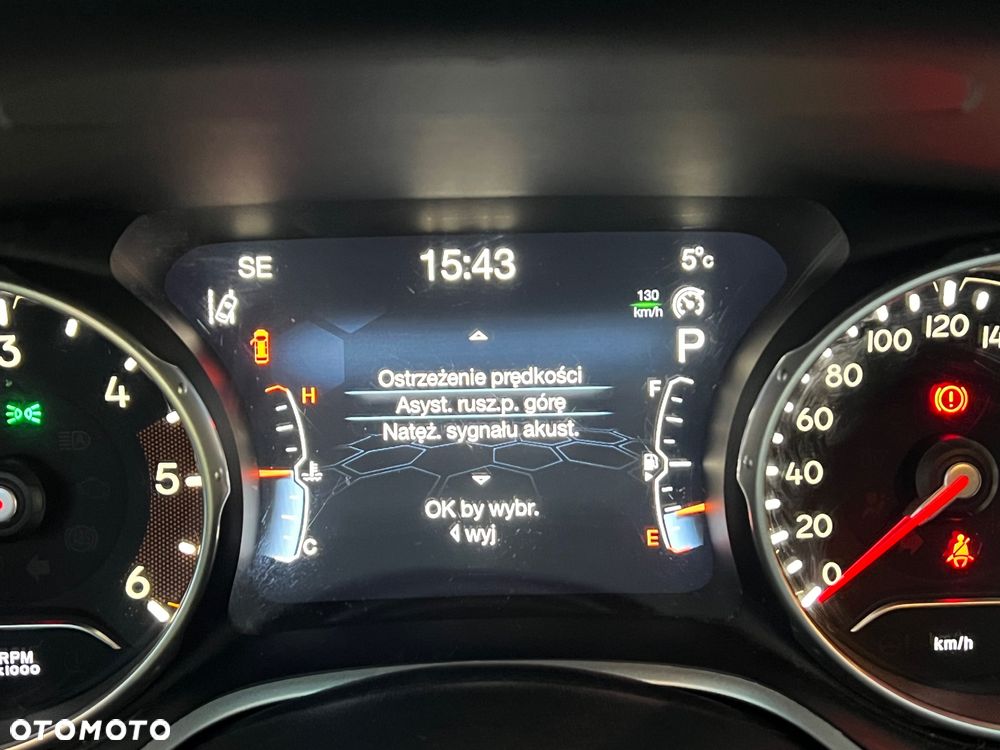 SE 15:43 5°C
130 km/h
P
Ostrzeżenie prędkości
Asyst. rusz.p. górę
Natęż. sygnału akust.
OK by wybr.
wyj
H
C
F
E
3
4
5
6
RPM
x1000
0
20
40
60
80
100
120
14
km/h
OTOMOTO